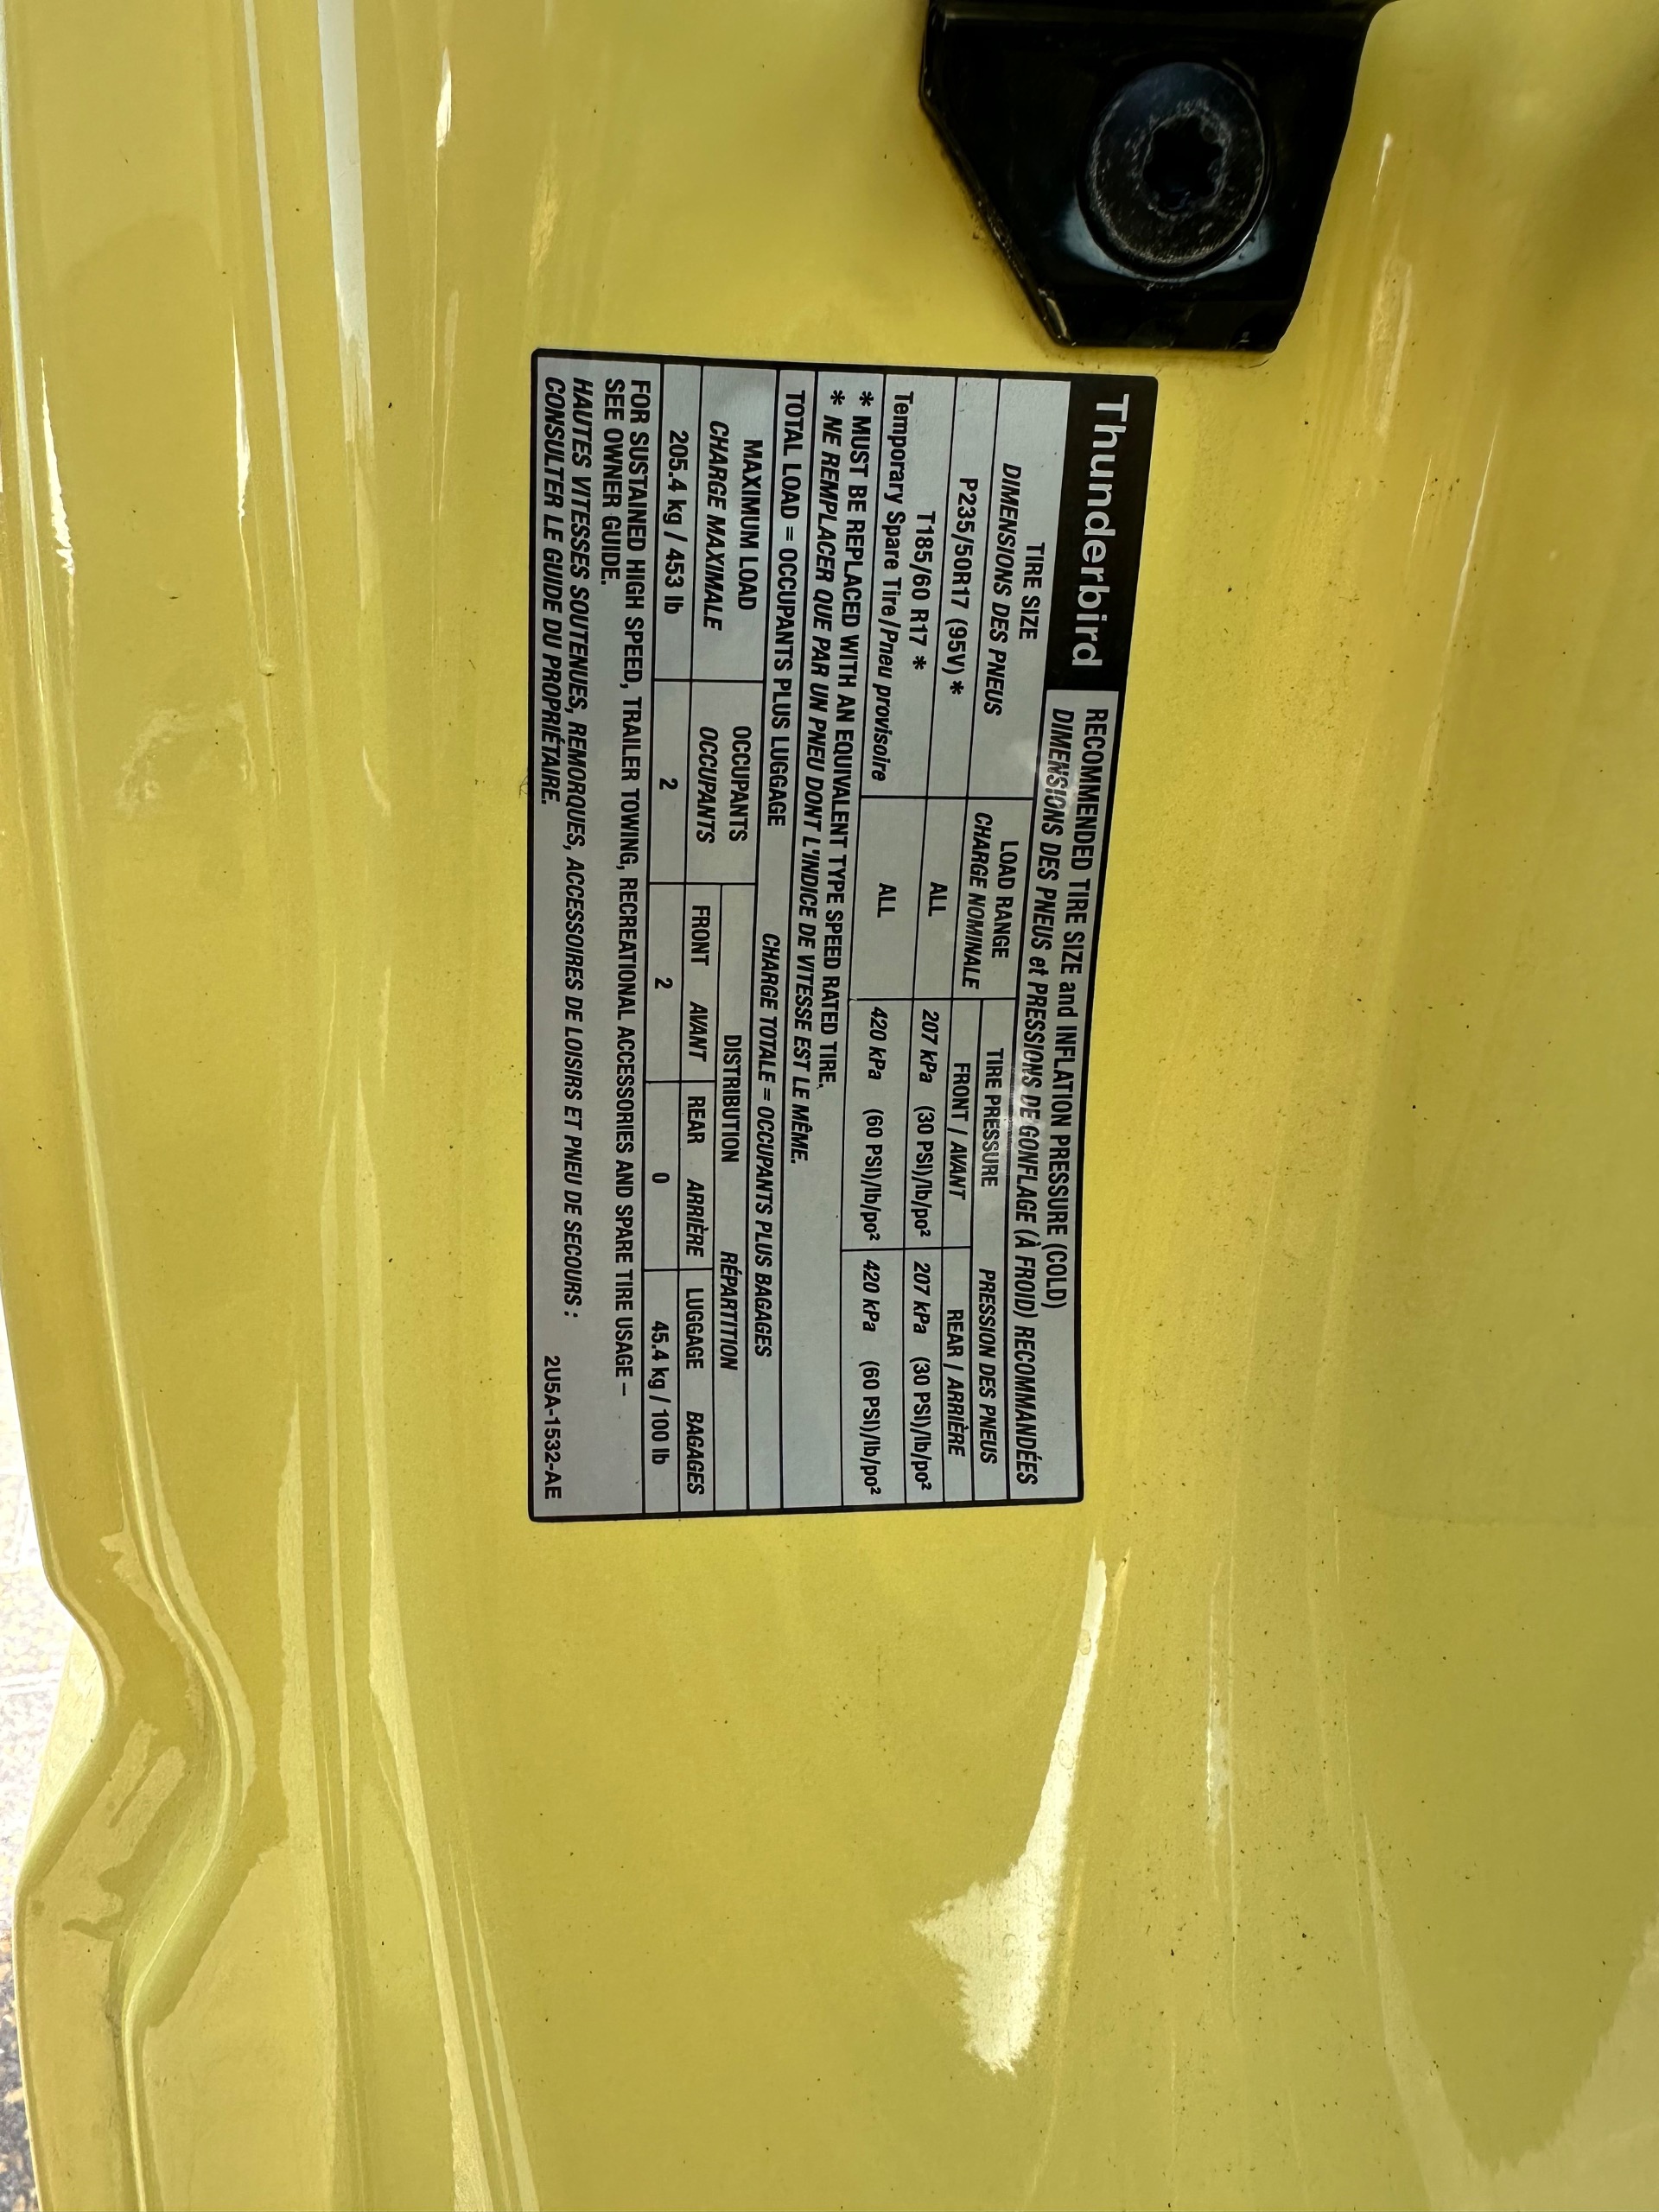 Thunderbird
RECOMMENDED TIRE SIZE and INFLATION PRESSURE (COLD)
DIMENSIONS DES PNEUS et PRESSIONS DE GONFLAGE (À FROID) RECOMMANDÉES
TIRE SIZE LOAD RANGE TIRE PRESSURE PRESSION DES PNEUS
DIMENSIONS DES PNEUS CHARGE NOMINALE FRONT / AVANT REAR / ARRIÈRE
P235/50R17 (95V) * ALL 207 kPa (30 PSI)/lb/po² 207 kPa (30 PSI)/lb/po²
T185/60 R17 * ALL 420 kPa (60 PSI)/lb/po² 420 kPa (60 PSI)/lb/po²
Temporary Spare Tire/Pneu provisoire
* MUST BE REPLACED WITH AN EQUIVALENT TYPE SPEED RATED TIRE.
* NE REMPLACER QUE PAR UN PNEU DONT L'INDICE DE VITESSE EST LE MÊME.
TOTAL LOAD = OCCUPANTS PLUS LUGGAGE CHARGE TOTALE = OCCUPANTS PLUS BAGAGES
MAXIMUM LOAD OCCUPANTS DISTRIBUTION RÉPARTITION
CHARGE MAXIMALE OCCUPANTS FRONT AVANT REAR ARRIÈRE LUGGAGE BAGAGES
205.4 kg / 453 lb 2 2 0 45.4 kg / 100 lb
FOR SUSTAINED HIGH SPEED, TRAILER TOWING, RECREATIONAL ACCESSORIES AND SPARE TIRE USAGE –
SEE OWNER GUIDE.
HAUTES VITESSES SOUTENUES, REMORQUES, ACCESSOIRES DE LOISIRS ET PNEU DE SECOURS :
CONSULTER LE GUIDE DU PROPRIÉTAIRE. 2U5A-1532-AE